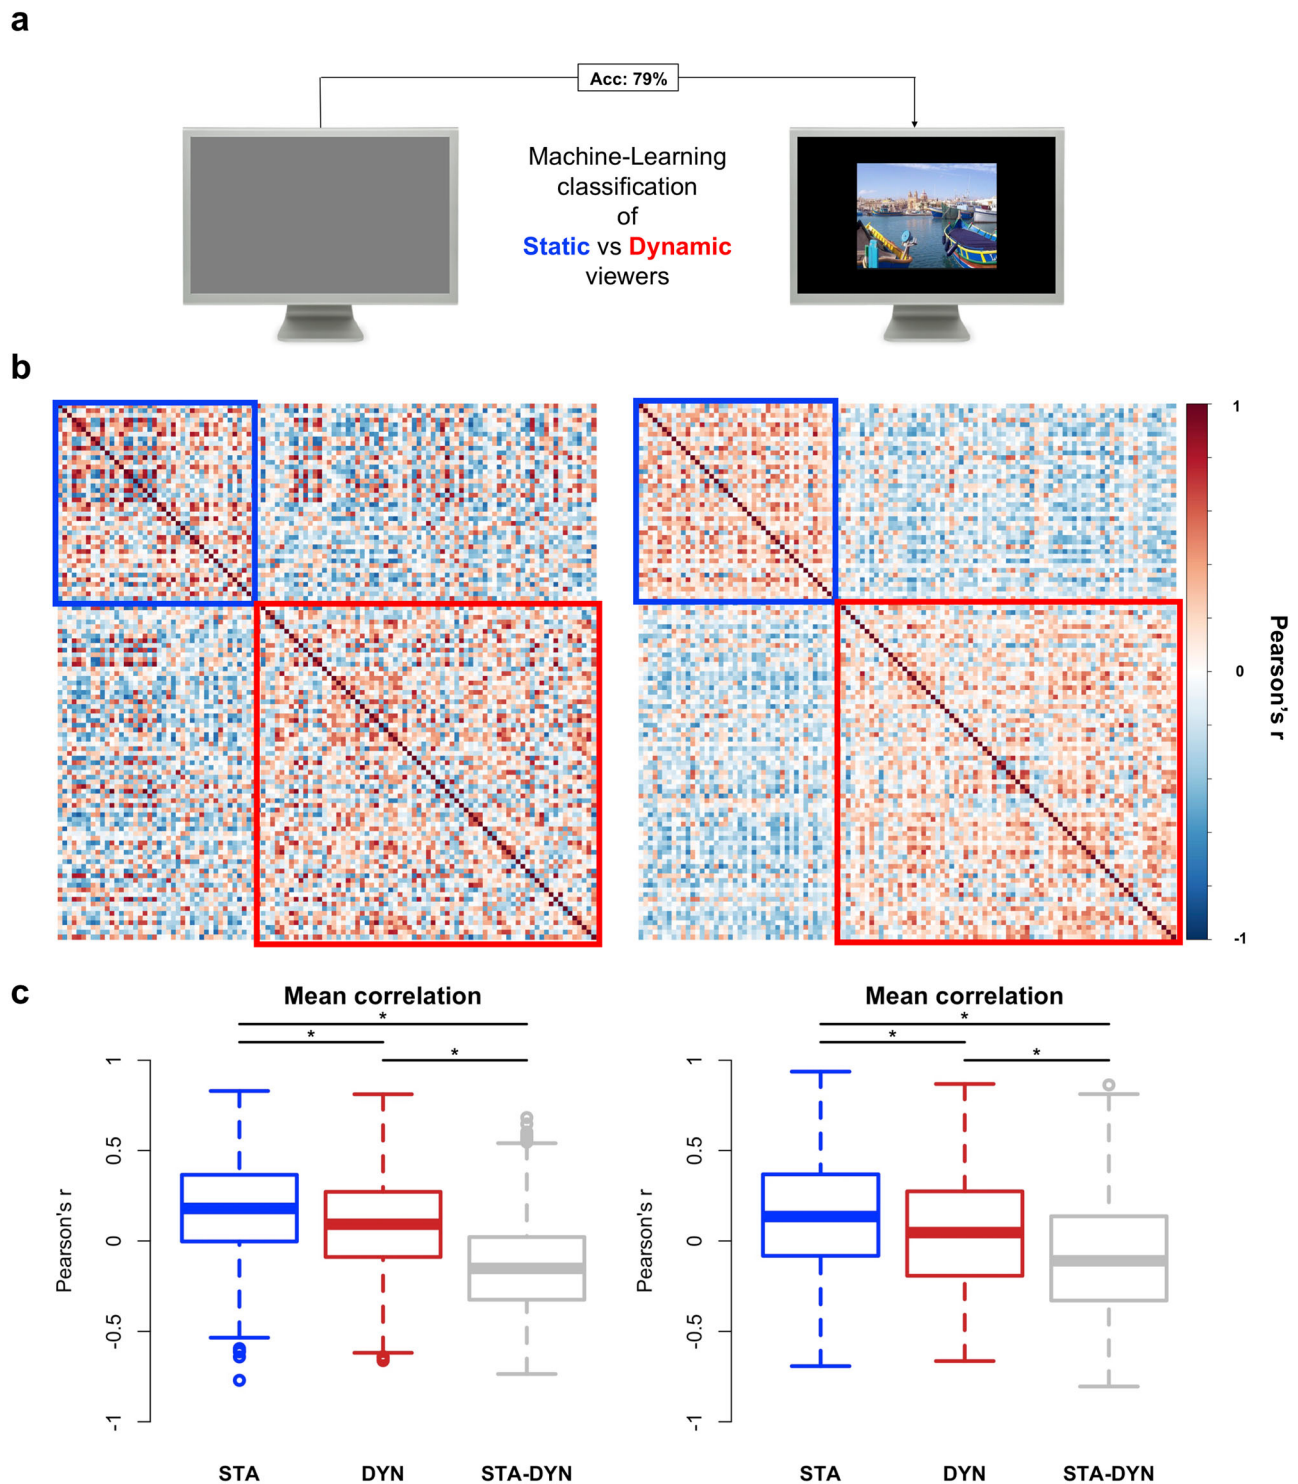 a
Acc: 79%
Machine-Learning
classification
of
Static vs Dynamic
viewers
b
1
0
-1
Pearson's r
c
Mean correlation
*
*
*
1
0.5
0
-0.5
-1
Pearson's r
STA
DYN
STA-DYN
Mean correlation
*
*
*
1
0.5
0
-0.5
-1
Pearson's r
STA
DYN
STA-DYN